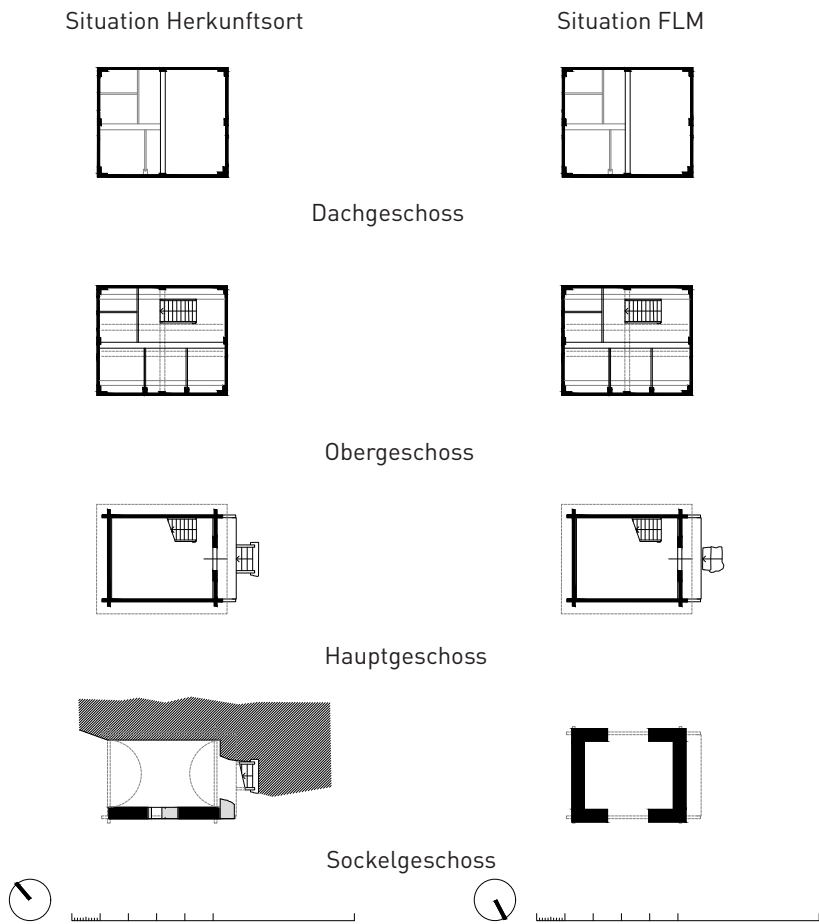 Situation Herkunftsort
Situation FLM
Dachgeschoss
Obergeschoss
Hauptgeschoss
Sockelgeschoss